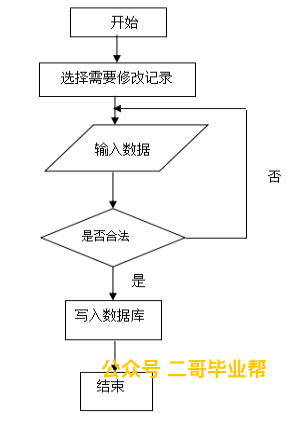 开始
选择需要修改记录
输入数据
否
是否合法
是
写入数据库
公众号 二哥毕业帮
结束